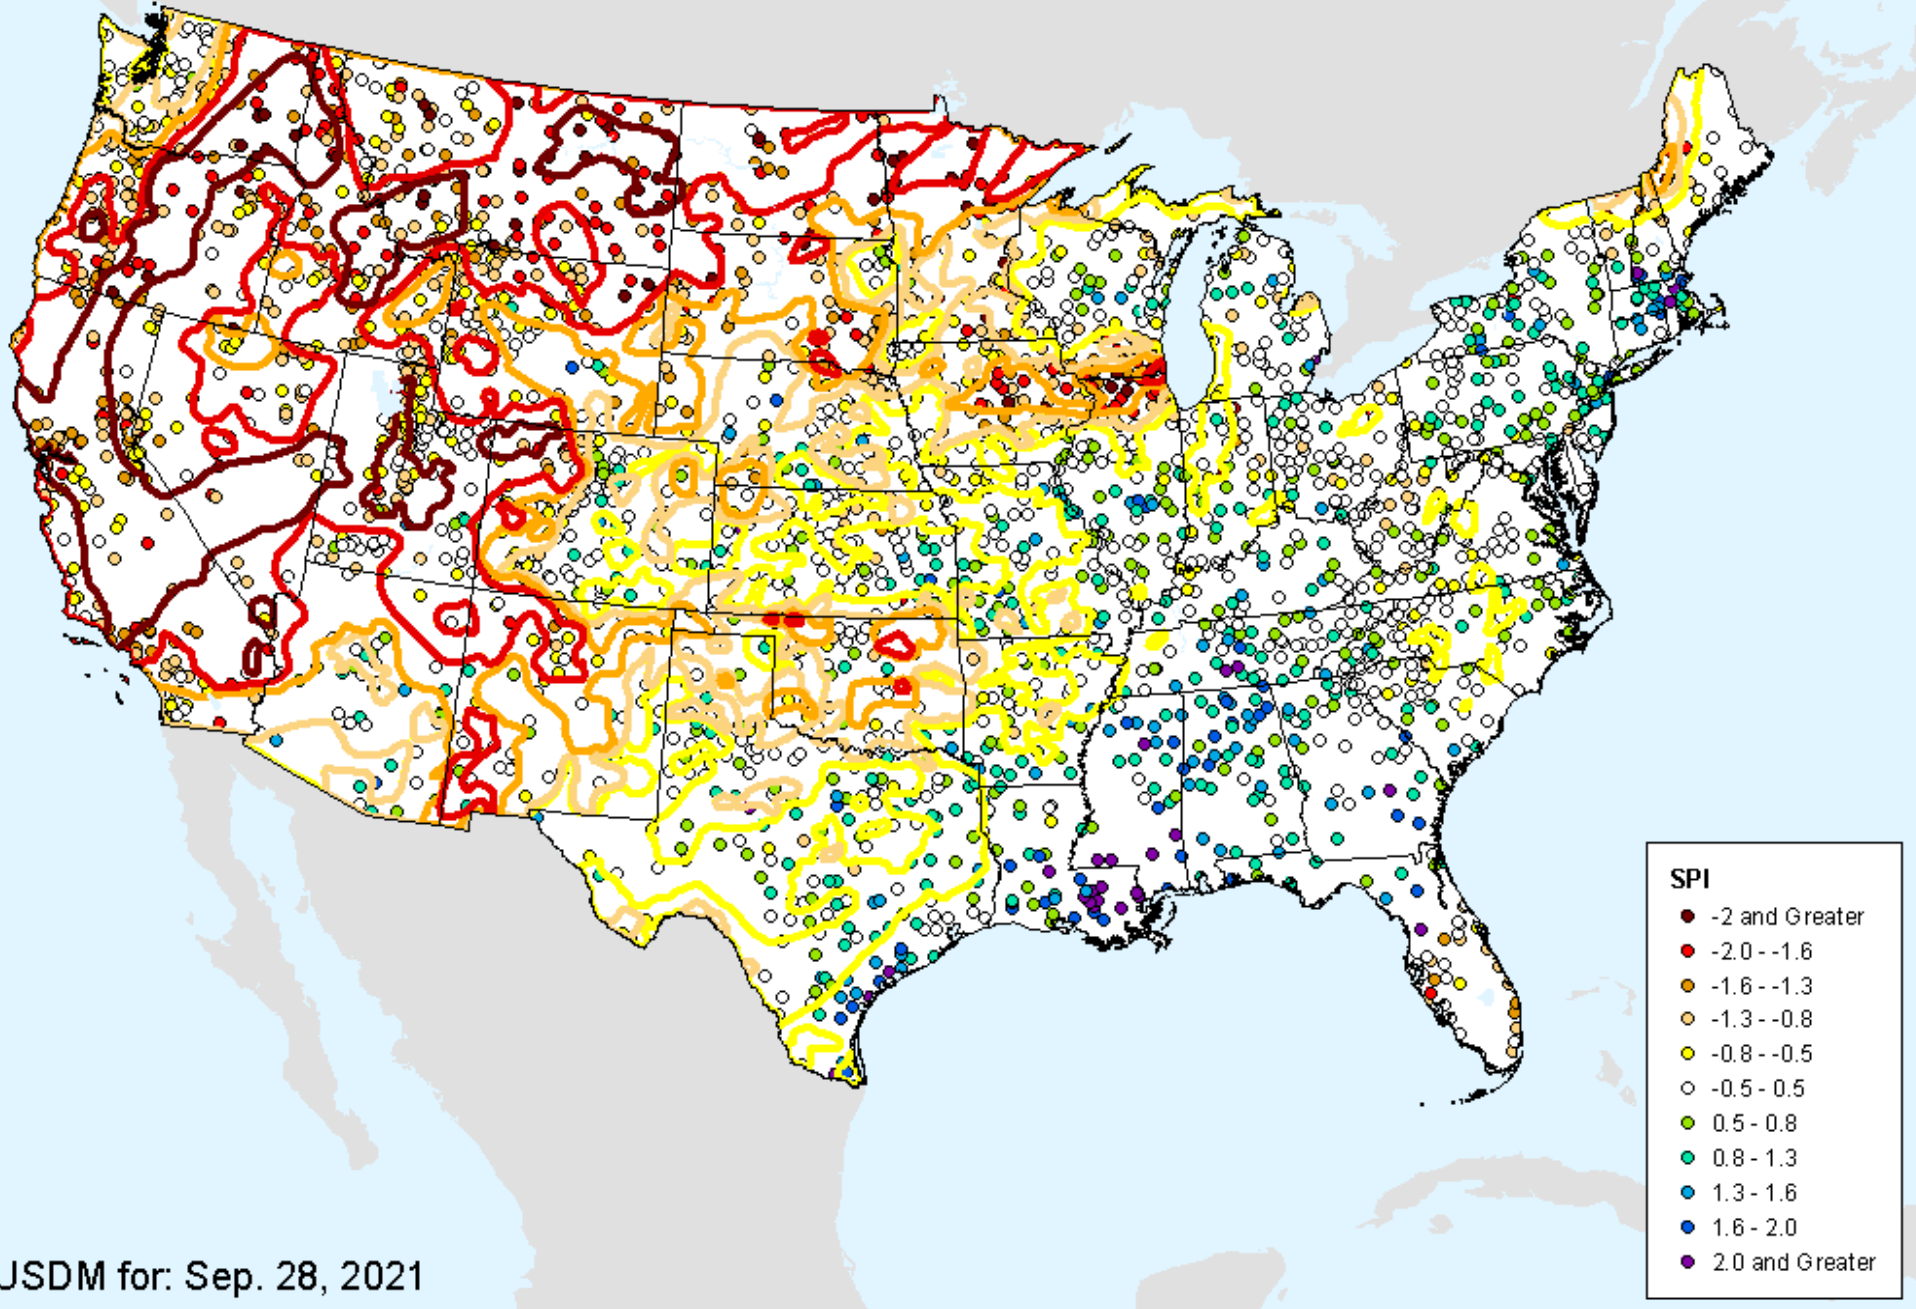 SPI
-2 and Greater
-2.0 - -1.6
-1.6 - -1.3
-1.3 - -0.8
-0.8 - -0.5
-0.5 - 0.5
0.5 - 0.8
0.8 - 1.3
1.3 - 1.6
1.6 - 2.0
2.0 and Greater
USDM for: Sep. 28, 2021